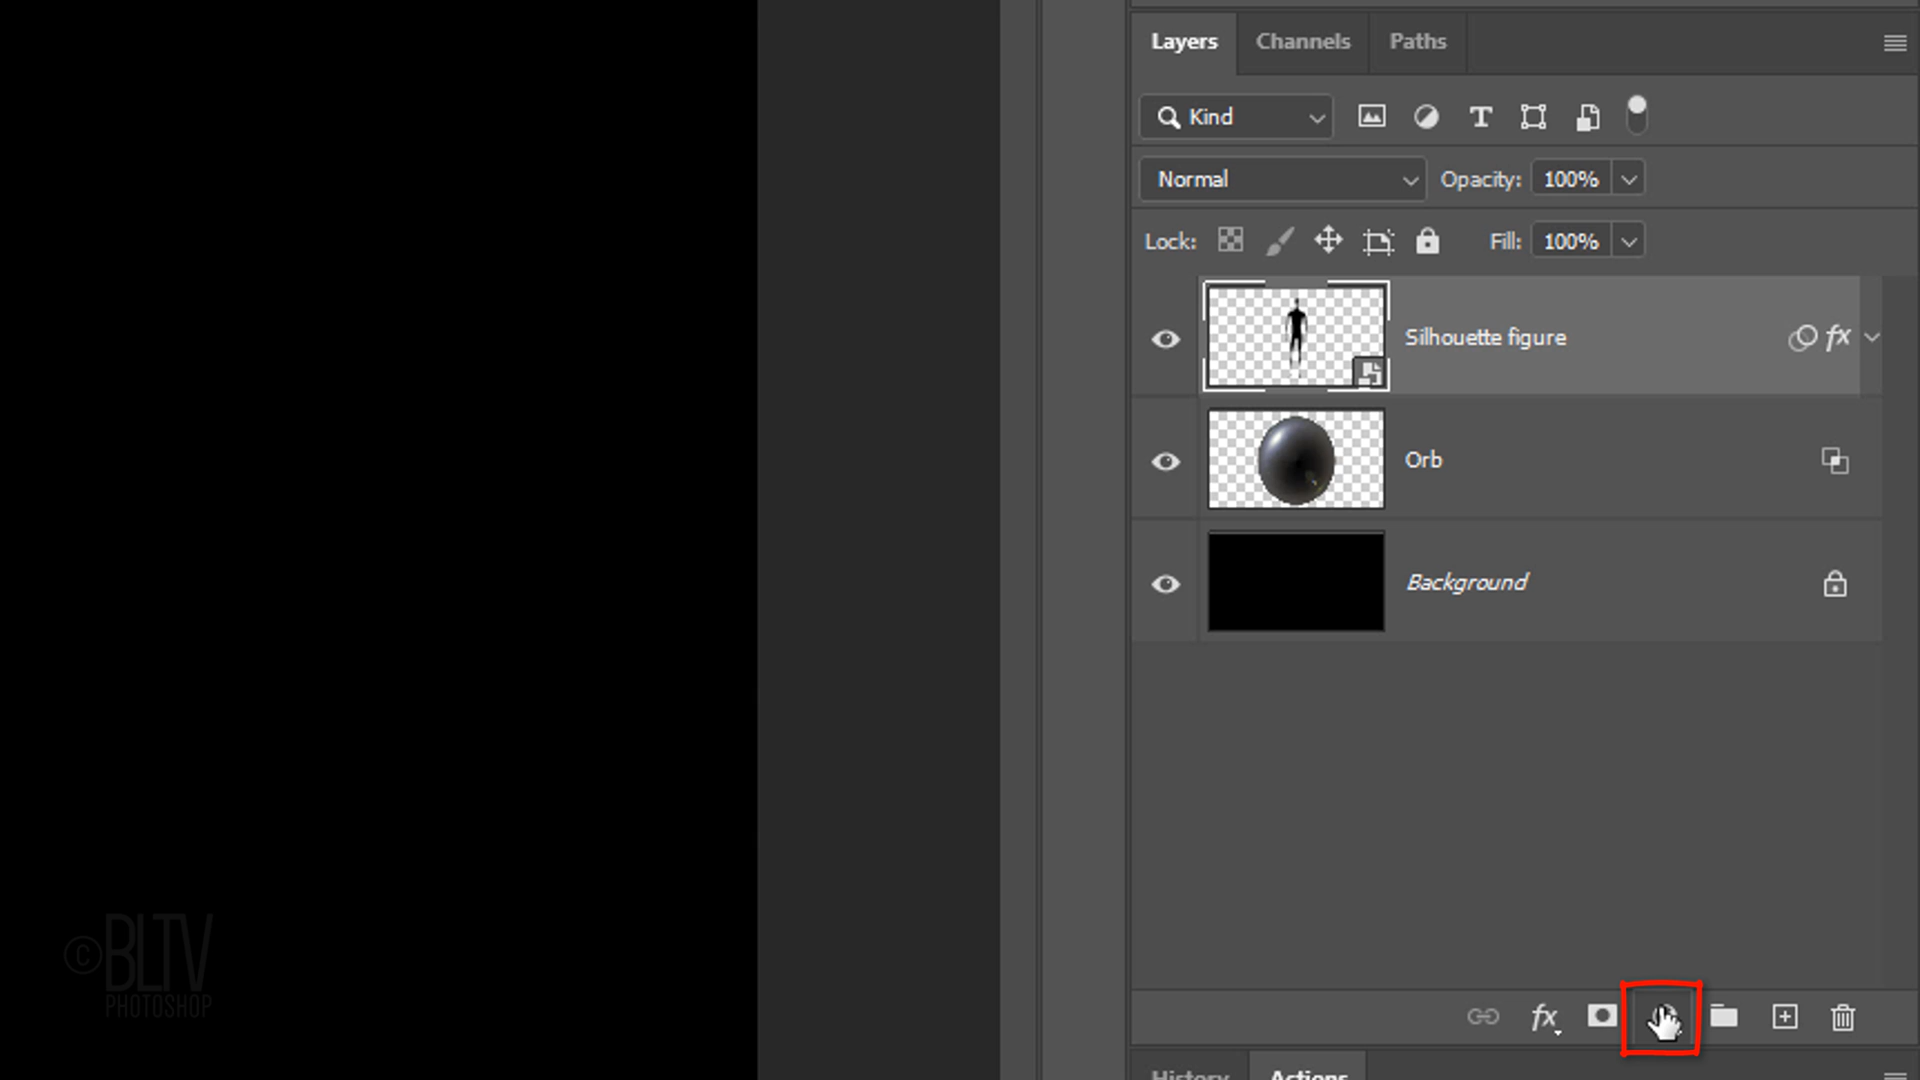 Layers Channels Paths
Kind
Normal Opacity: 100%
Lock: Fill: 100%
Silhouette figure fx
Orb
Background
fx
History Actions
©BLTV
PHOTOSHOP